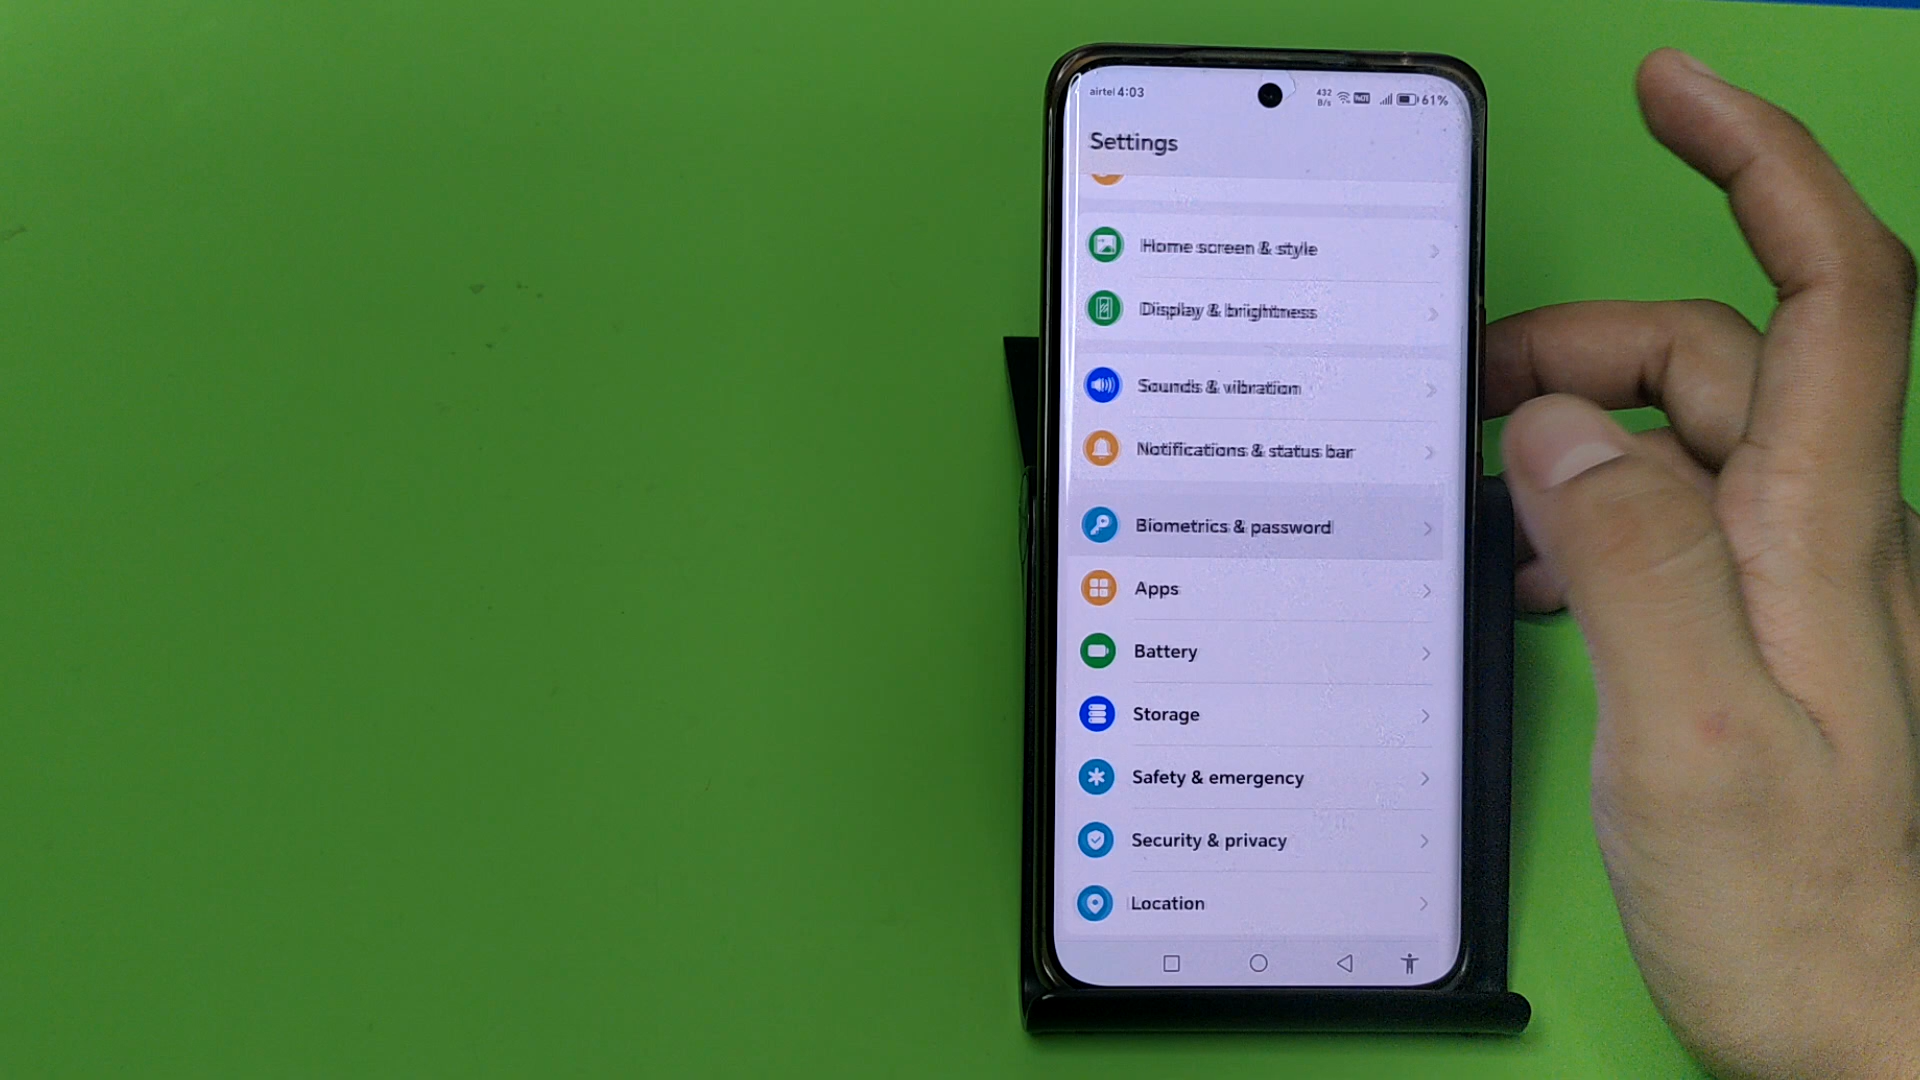 airtel 4:03
432 B/s
61%
Settings
Home screen & style
Display & brightness
Sounds & vibration
Notifications & status bar
Biometrics & password
Apps
Battery
Storage
Safety & emergency
Security & privacy
Location